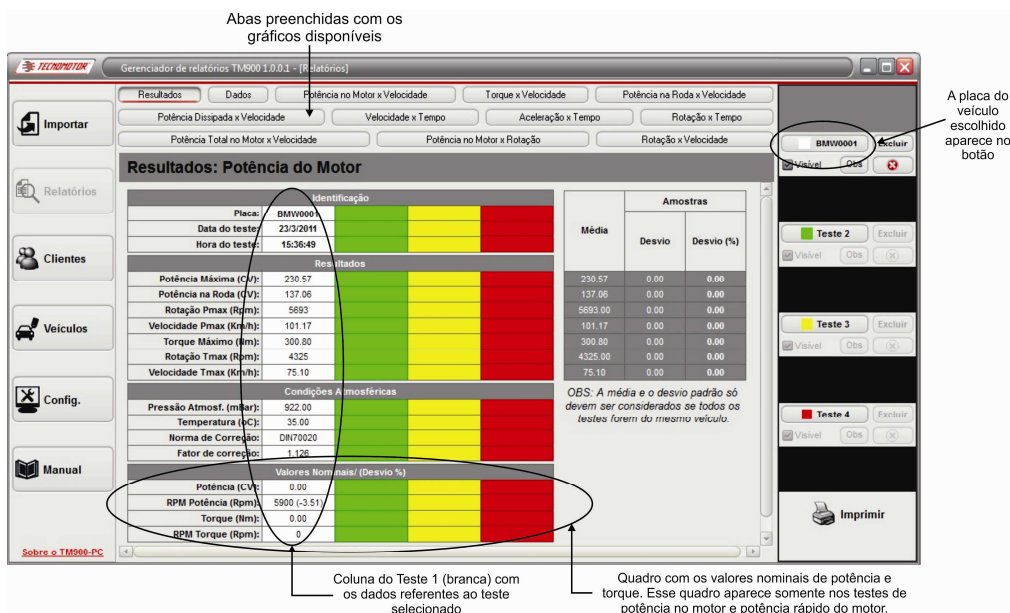 Abas preenchidas com os
gráficos disponíveis
TECNOMOTOR
Gerenciador de relatórios TM900 1.0.0.1 - [Relatórios]
Resultados Dados Potência no Motor x Velocidade Torque x Velocidade Potência na Roda x Velocidade
Potência Dissipada x Velocidade Velocidade x Tempo Aceleração x Tempo Rotação x Tempo
Potência Total no Motor x Velocidade Potência no Motor x Rotação Rotação x Velocidade
Importar
Relatórios
Clientes
Veículos
Config.
Manual
Sobre o TM900-PC
Resultados: Potência do Motor
Identificação
Placa: BMW0001
Data do teste: 23/3/2011
Hora do teste: 15:36:49
Resultados
Potência Máxima (CV): 230.57
Potência na Roda (CV): 137.06
Rotação Pmax (Rpm): 5693
Velocidade Pmax (Km/h): 101.17
Torque Máximo (Nm): 300.80
Rotação Tmax (Rpm): 4325
Velocidade Tmax (Km/h): 75.10
Condições Atmosféricas
Pressão Atmosf. (mBar): 922.00
Temperatura (oC): 35.00
Norma de Correção: DIN70020
Fator de correção: 1.126
Valores Nominais/ (Desvio %)
Potência (CV): 0.00
RPM Potência (Rpm): 5900 (-3.51)
Torque (Nm): 0.00
RPM Torque (Rpm): 0
Amostras
Média Desvio Desvio (%)
230.57 0.00 0.00
137.06 0.00 0.00
5693.00 0.00 0.00
101.17 0.00 0.00
300.80 0.00 0.00
4325.00 0.00 0.00
75.10 0.00 0.00
OBS: A média e o desvio padrão só
devem ser considerados se todos os
testes forem do mesmo veículo.
BMW0001 Excluir
Visível Obs
Teste 2 Excluir
Visível Obs
Teste 3 Excluir
Visível Obs
Teste 4 Excluir
Visível Obs
Imprimir
A placa do
veículo
escolhido
aparece no
botão
Coluna do Teste 1 (branca) com
os dados referentes ao teste
selecionado
Quadro com os valores nominais de potência e
torque. Esse quadro aparece somente nos testes de
potência no motor e potência rápido do motor.